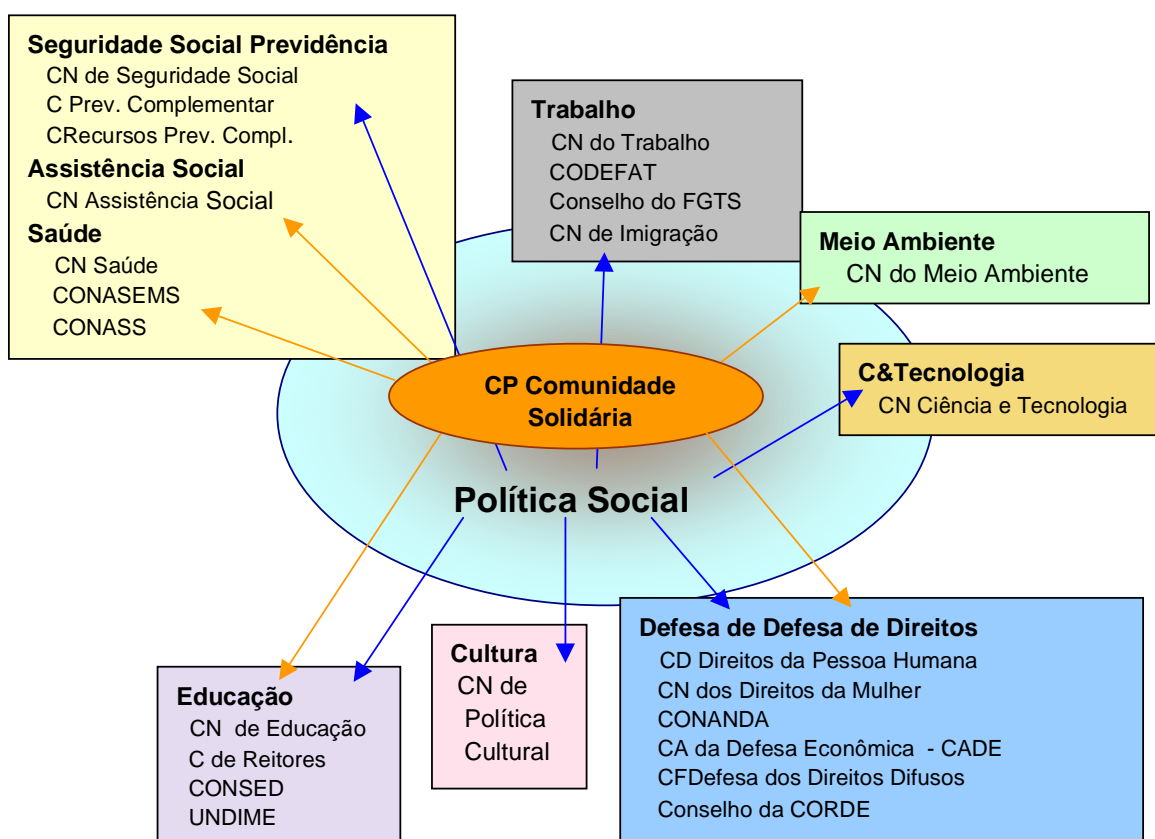 Seguridade Social Previdência
CN de Seguridade Social
C Prev. Complementar
CRecursos Prev. Compl.
Assistência Social
CN Assistência Social
Saúde
CN Saúde
CONASEMS
CONASS
Trabalho
CN do Trabalho
CODEFAT
Conselho do FGTS
CN de Imigração
Meio Ambiente
CN do Meio Ambiente
C&Tecnologia
CN Ciência e Tecnologia
CP Comunidade
Solidária
Política Social
Educação
CN de Educação
C de Reitores
CONSED
UNDIME
Cultura
CN de
Política
Cultural
Defesa de Defesa de Direitos
CD Direitos da Pessoa Humana
CN dos Direitos da Mulher
CONANDA
CA da Defesa Econômica - CADE
CFDefesa dos Direitos Difusos
Conselho da CORDE